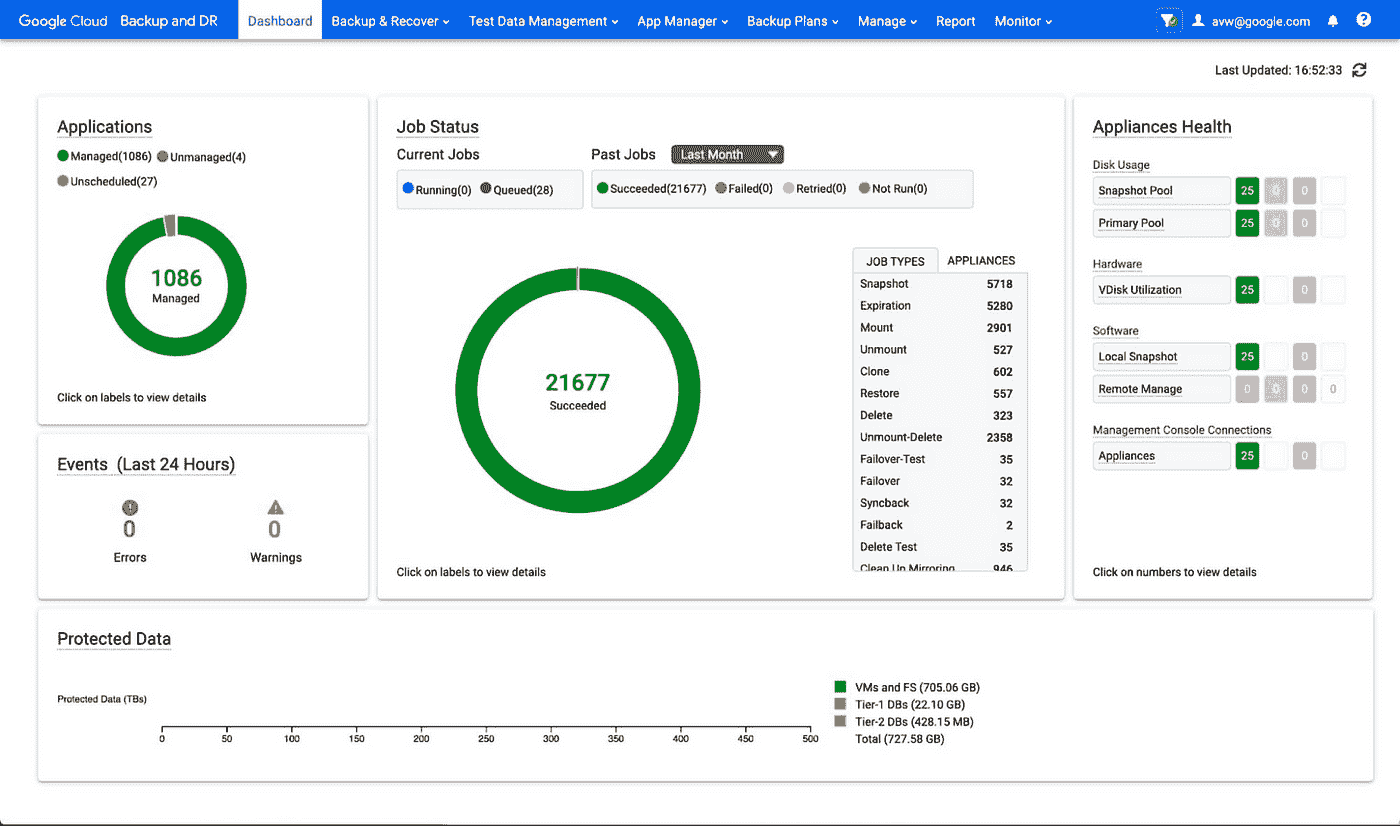 Google Cloud Backup and DR Dashboard Backup & Recover Test Data Management App Manager Backup Plans Manage Report Monitor avw@google.com
Last Updated: 16:52:33
Applications
Managed(1086) Unmanaged(4)
Unscheduled(27)
1086
Managed
Click on labels to view details
Events (Last 24 Hours)
0 0
Errors Warnings
Job Status
Current Jobs Past Jobs Last Month
Running(0) Queued(28) Succeeded(21677) Failed(0) Retried(0) Not Run(0)
21677
Succeeded
JOB TYPES APPLIANCES
Snapshot 5718
Expiration 5280
Mount 2901
Unmount 527
Clone 602
Restore 557
Delete 323
Unmount-Delete 2358
Failover-Test 35
Failover 32
Syncback 32
Failback 2
Delete Test 35
Clean Up Mirroring 946
Click on labels to view details
Appliances Health
Disk Usage
Snapshot Pool 25 0 0
Primary Pool 25 0 0
Hardware
VDisk Utilization 25 0
Software
Local Snapshot 25 0
Remote Manage 0 0 0 0
Management Console Connections
Appliances 25 0
Click on numbers to view details
Protected Data
Protected Data (TBs)
0 50 100 150 200 250 300 350 400 450 500
VMs and FS (705.06 GB)
Tier-1 DBs (22.10 GB)
Tier-2 DBs (428.15 MB)
Total (727.58 GB)